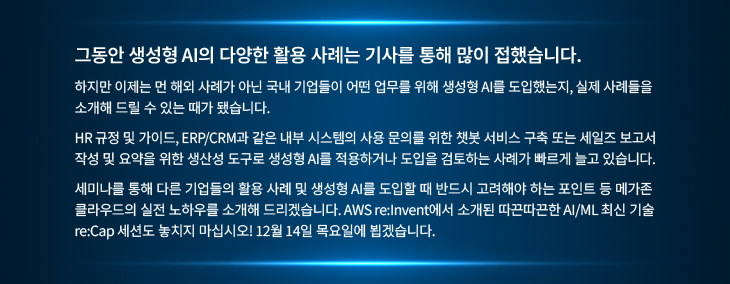 그동안 생성형 AI의 다양한 활용 사례는 기사를 통해 많이 접했습니다.
하지만 이제는 먼 해외 사례가 아닌 국내 기업들이 어떤 업무를 위해 생성형 AI를 도입했는지, 실제 사례들을
소개해 드릴 수 있는 때가 됐습니다.
HR 규정 및 가이드, ERP/CRM과 같은 내부 시스템의 사용 문의를 위한 챗봇 서비스 구축 또는 세일즈 보고서
작성 및 요약을 위한 생산성 도구로 생성형 AI를 적용하거나 도입을 검토하는 사례가 빠르게 늘고 있습니다.
세미나를 통해 다른 기업들의 활용 사례 및 생성형 AI를 도입할 때 반드시 고려해야 하는 포인트 등 메가존
클라우드의 실전 노하우를 소개해 드리겠습니다. AWS re:Invent에서 소개된 따끈따끈한 AI/ML 최신 기술
re:Cap 세션도 놓치지 마십시오! 12월 14일 목요일에 뵙겠습니다.